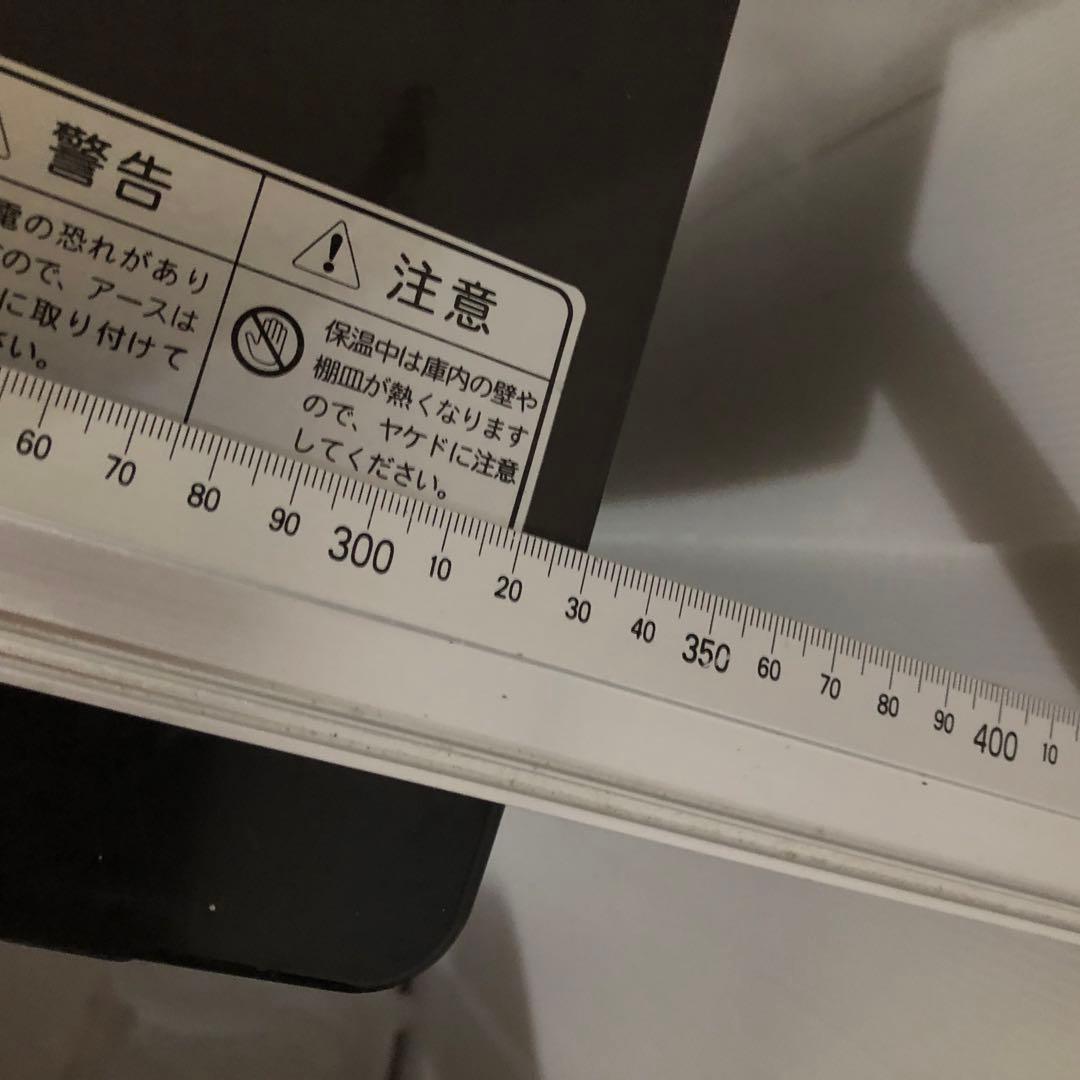 警告
電の恐れがあり
ので、アースは
に取り付けて
さい。
注意
保温中は庫内の壁や
棚皿が熱くなります
ので、ヤケドに注意
してください。
60 70 80 90 300 10 20 30 40 350 60 70 80 90 400 10